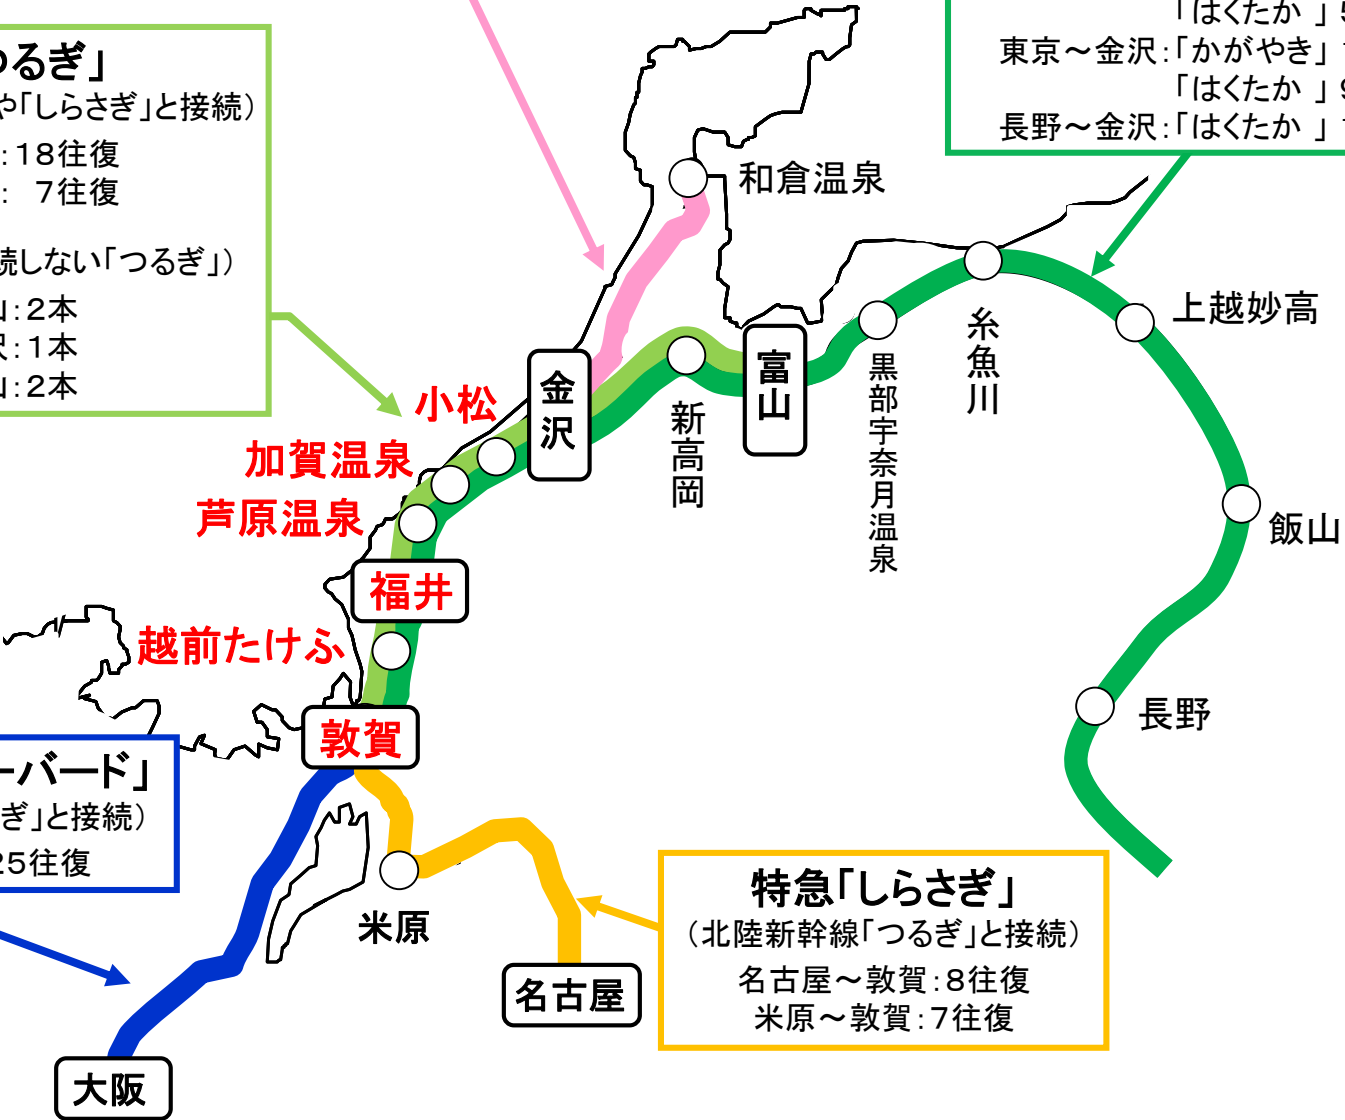 「はくたか 」5
東京～金沢：「かがやき」1
「はくたか 」9
長野～金沢：「はくたか 」1
つるぎ」
や「しらさぎ」と接続）
：18往復
： 7往復
続しない「つるぎ」）
山：2本
沢：1本
山：2本
和倉温泉
上越妙高
糸魚川
黒部宇奈月温泉
富山
新高岡
金沢
小松
加賀温泉
芦原温泉
福井
越前たけふ
敦賀
飯山
長野
ーバード」
ぎ」と接続）
25往復
米原
名古屋
大阪
特急「しらさぎ」
（北陸新幹線「つるぎ」と接続）
名古屋～敦賀：8往復
米原～敦賀：7往復